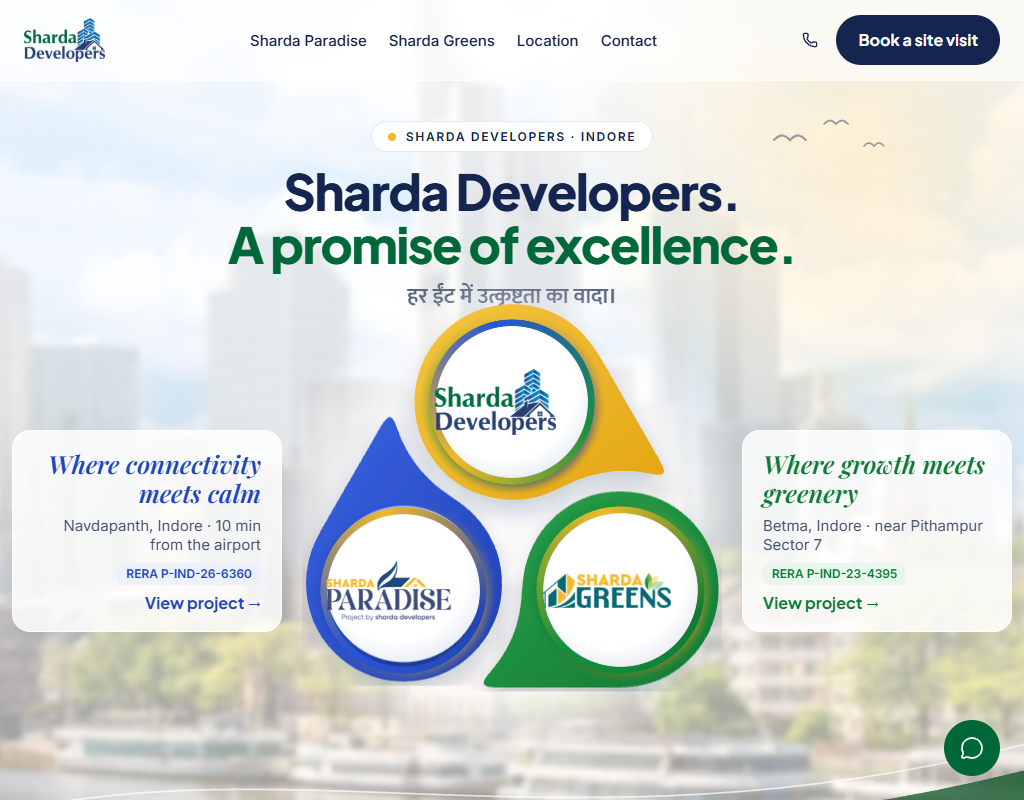 Sharda
Developers
Sharda Paradise
Sharda Greens
Location
Contact
Book a site visit
SHARDA DEVELOPERS · INDORE
Sharda Developers.
A promise of excellence.
हर ईंट में उत्कृष्टता का वादा।
Sharda
Developers
Where connectivity
meets calm
Navdapanth, Indore · 10 min
from the airport
RERA P-IND-26-6360
View project →
SHARDA
PARADISE
Project by sharda developers
SHARDA
GREENS
Where growth meets
greenery
Betma, Indore · near Pithampur
Sector 7
RERA P-IND-23-4395
View project →